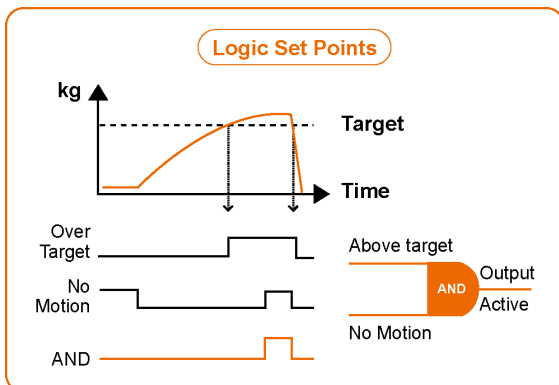 Logic Set Points
kg
Target
Time
Over
Target
No
Motion
AND
Above target
AND
Output
Active
No Motion